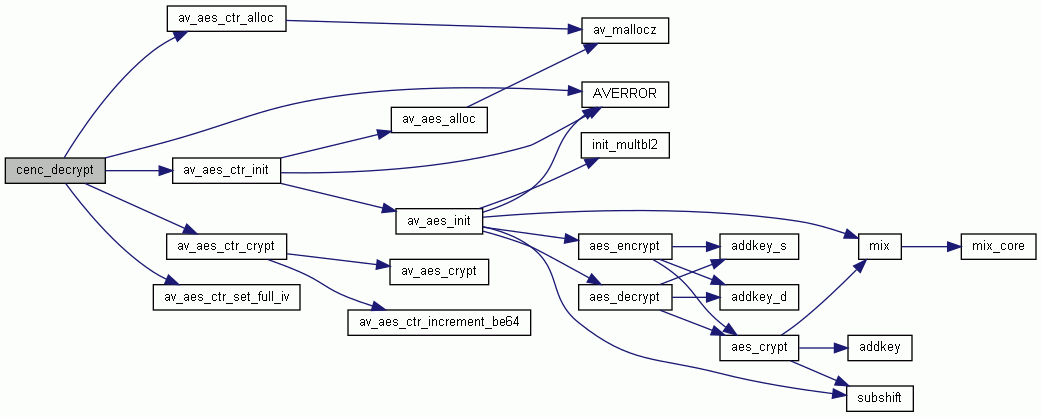 av_aes_ctr_alloc
av_mallocz
AVERROR
av_aes_alloc
init_multbl2
cenc_decrypt
av_aes_ctr_init
av_aes_init
av_aes_ctr_crypt
aes_encrypt
addkey_s
mix
mix_core
av_aes_crypt
av_aes_ctr_set_full_iv
aes_decrypt
addkey_d
av_aes_ctr_increment_be64
aes_crypt
addkey
subshift